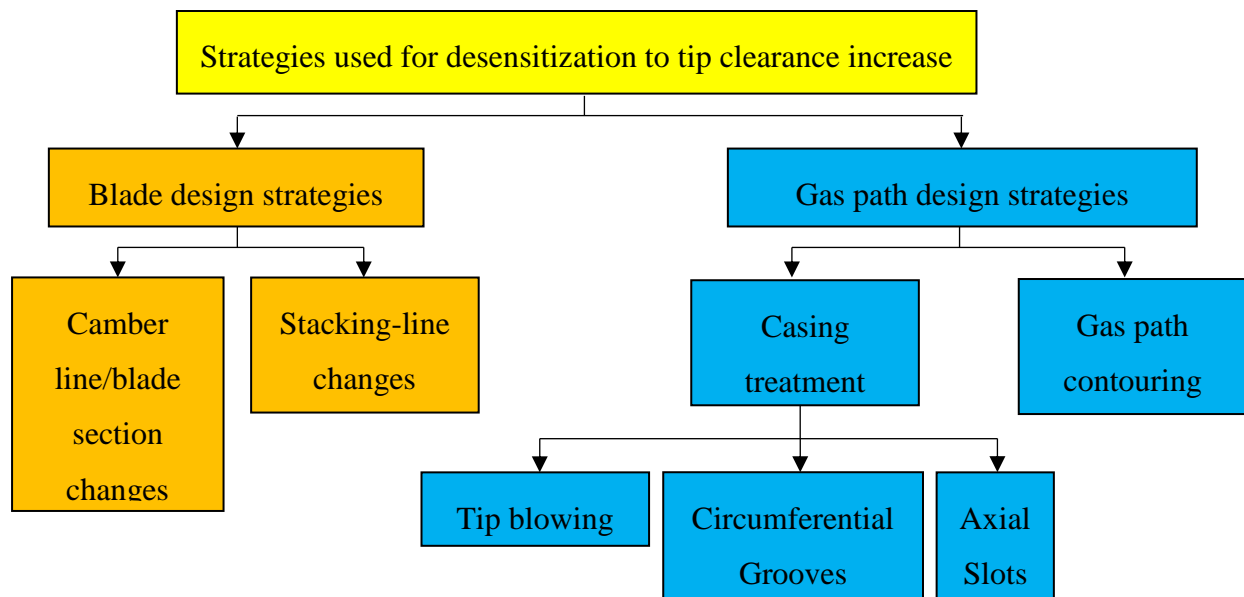 Strategies used for desensitization to tip clearance increase
Blade design strategies
Gas path design strategies
Camber
line/blade
section
changes
Stacking-line
changes
Casing
treatment
Gas path
contouring
Tip blowing
Circumferential
Grooves
Axial
Slots